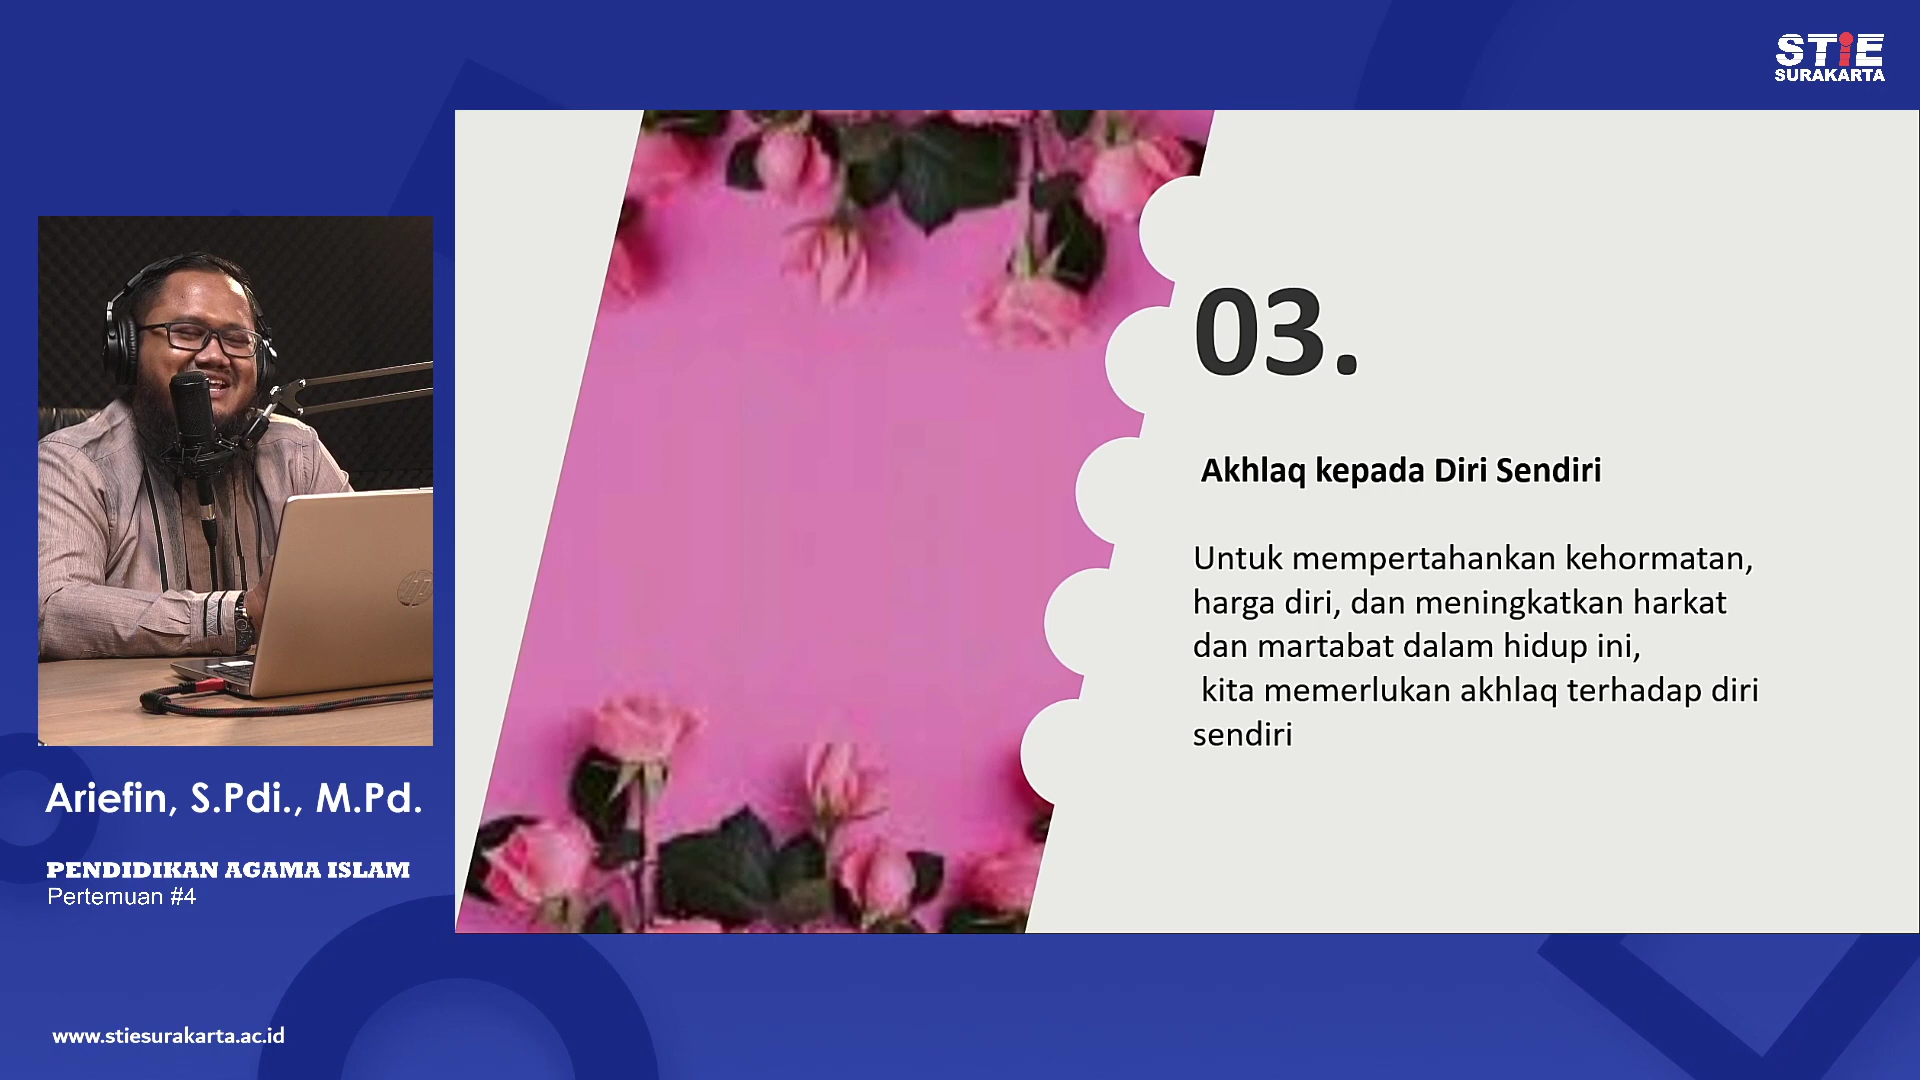 STiE
SURAKARTA
03.
Akhlaq kepada Diri Sendiri
Untuk mempertahankan kehormatan,
harga diri, dan meningkatkan harkat
dan martabat dalam hidup ini,
kita memerlukan akhlaq terhadap diri
sendiri
hp
Ariefin, S.Pdi., M.Pd.
PENDIDIKAN AGAMA ISLAM
Pertemuan #4
www.stiesurakarta.ac.id